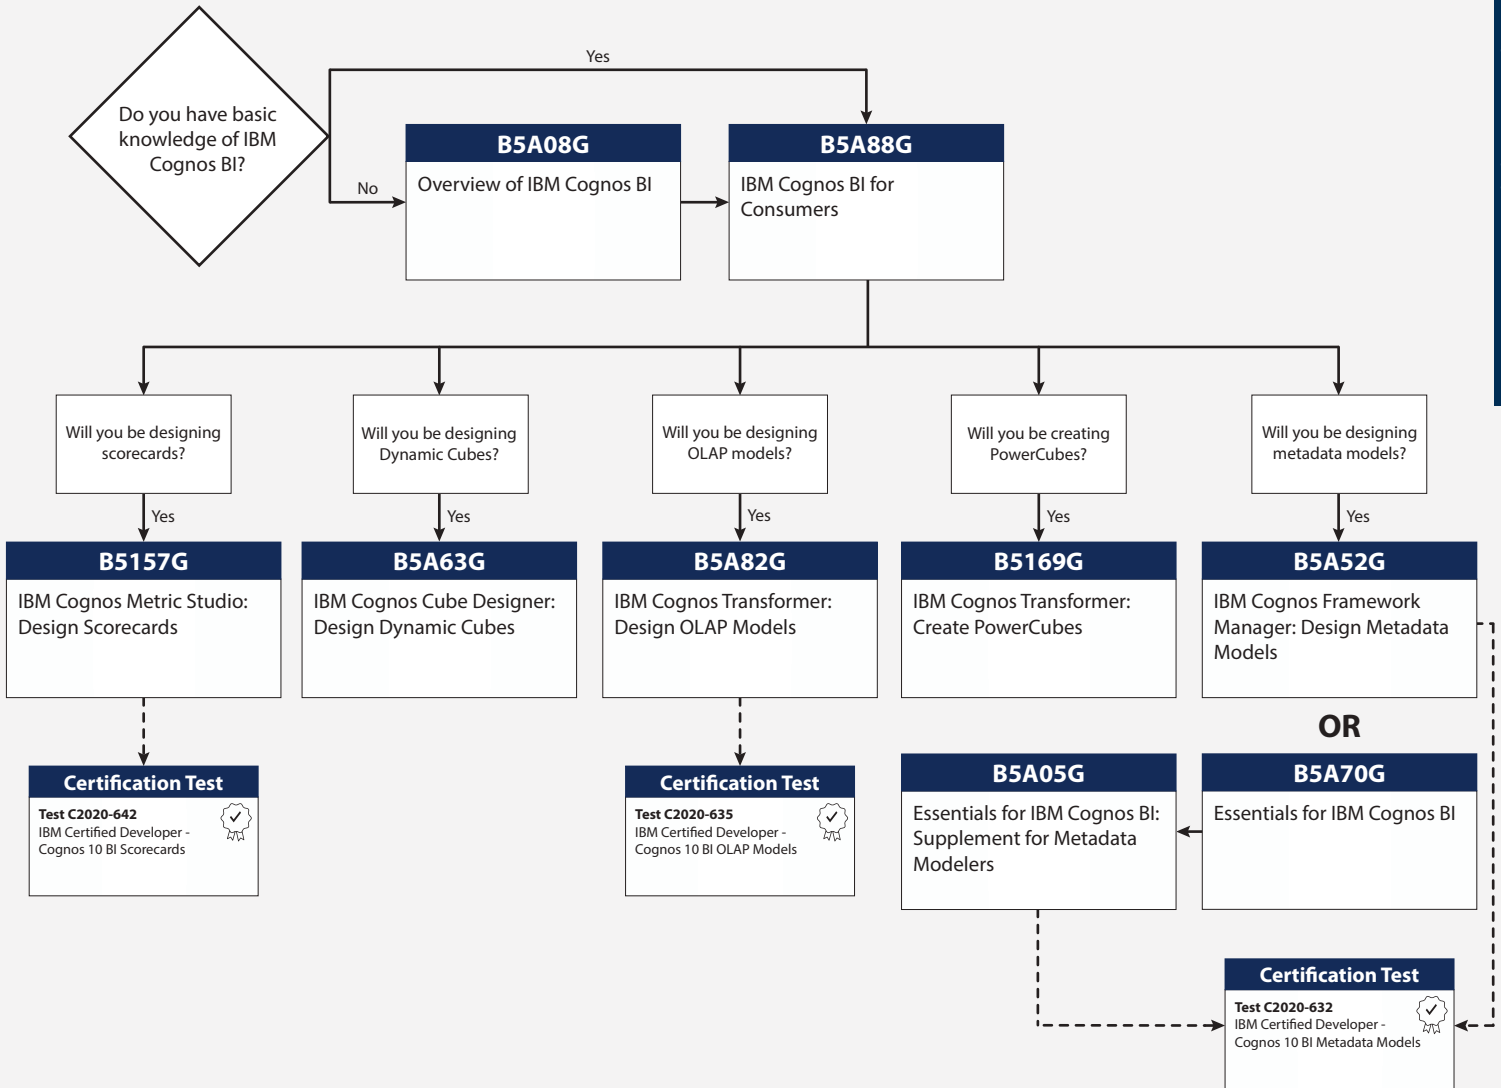 Yes
Do you have basic
knowledge of IBM
Cognos BI?
No
B5A08G
Overview of IBM Cognos BI
B5A88G
IBM Cognos BI for
Consumers
Will you be designing
scorecards?
Will you be designing
Dynamic Cubes?
Will you be designing
OLAP models?
Will you be creating
PowerCubes?
Will you be designing
metadata models?
Yes
Yes
Yes
Yes
Yes
B5157G
IBM Cognos Metric Studio:
Design Scorecards
B5A63G
IBM Cognos Cube Designer:
Design Dynamic Cubes
B5A82G
IBM Cognos Transformer:
Design OLAP Models
B5169G
IBM Cognos Transformer:
Create PowerCubes
B5A52G
IBM Cognos Framework
Manager: Design Metadata
Models
OR
Certification Test
Test C2020-642
IBM Certified Developer -
Cognos 10 BI Scorecards
Certification Test
Test C2020-635
IBM Certified Developer -
Cognos 10 BI OLAP Models
B5A05G
Essentials for IBM Cognos BI:
Supplement for Metadata
Modelers
B5A70G
Essentials for IBM Cognos BI
Certification Test
Test C2020-632
IBM Certified Developer -
Cognos 10 BI Metadata Models